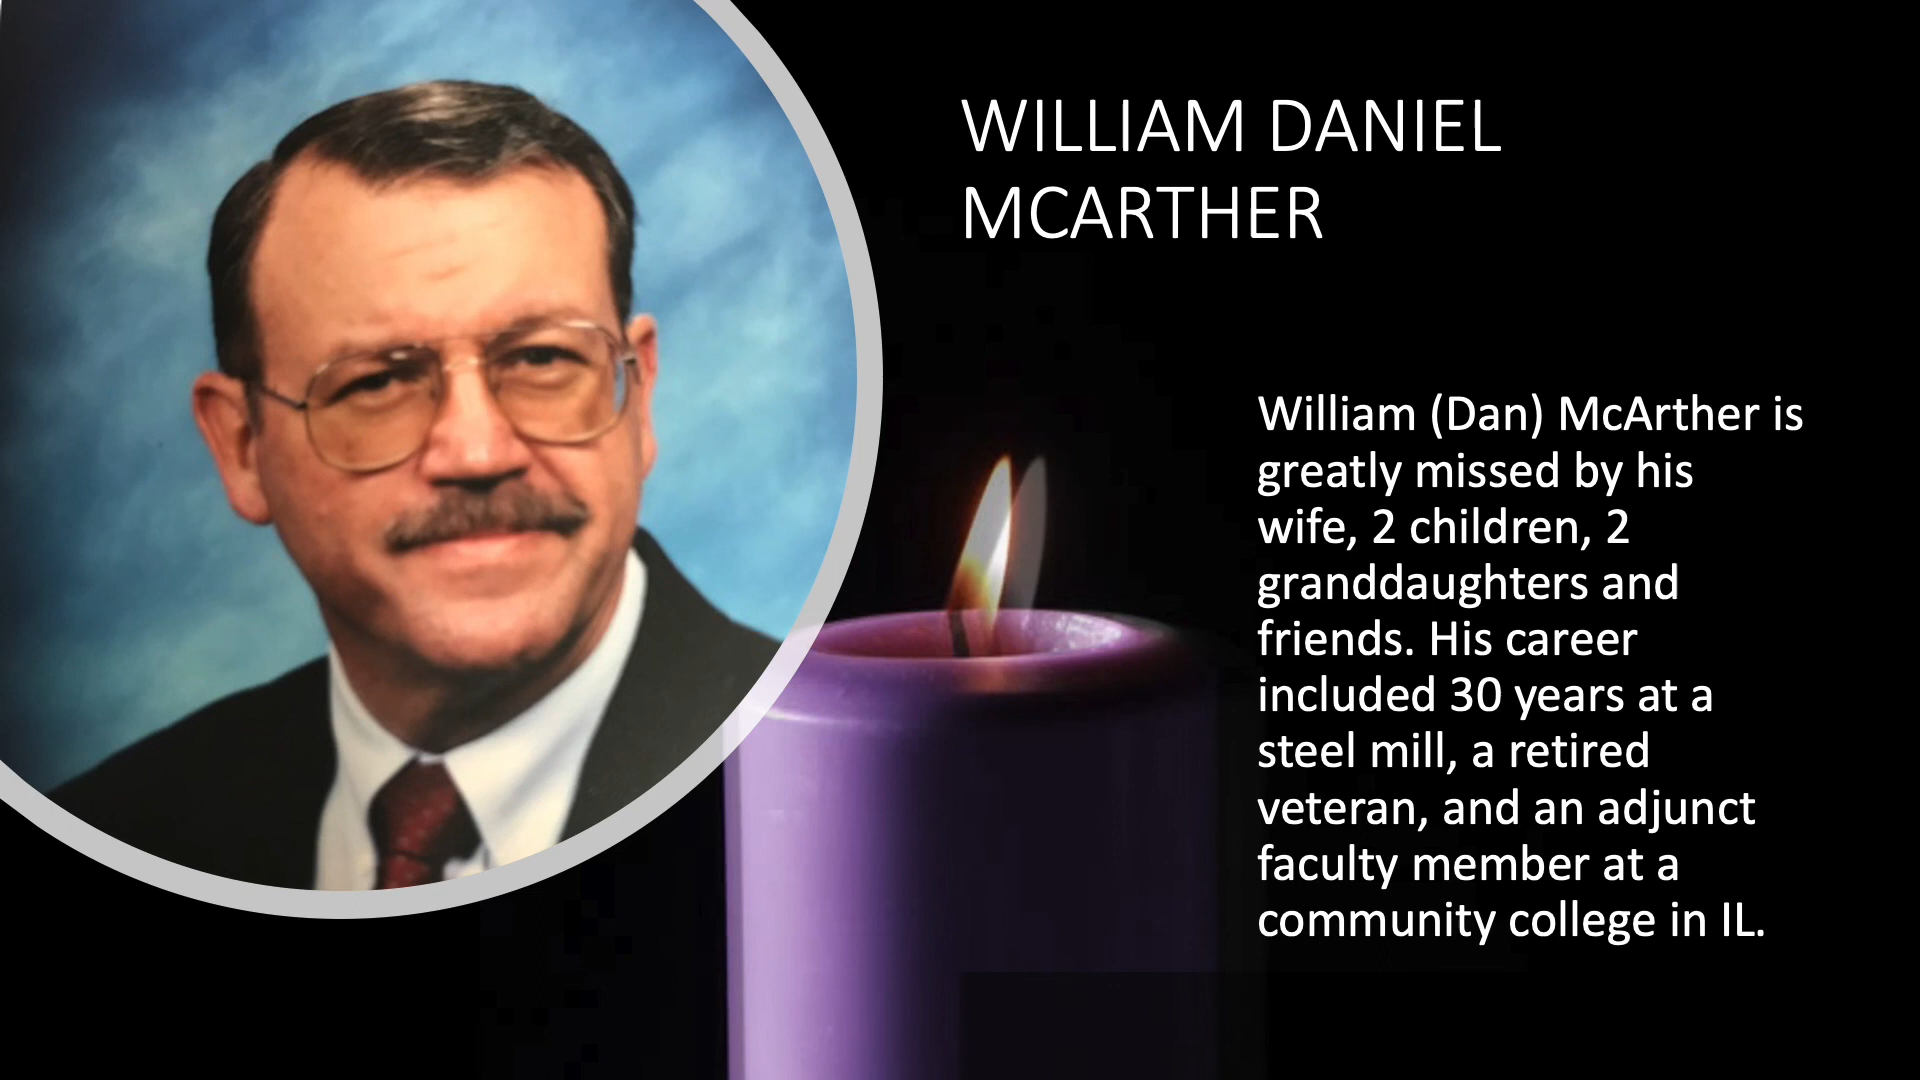 WILLIAM DANIEL
MCARTHER
William (Dan) McArther is
greatly missed by his
wife, 2 children, 2
granddaughters and
friends. His career
included 30 years at a
steel mill, a retired
veteran, and an adjunct
faculty member at a
community college in IL.